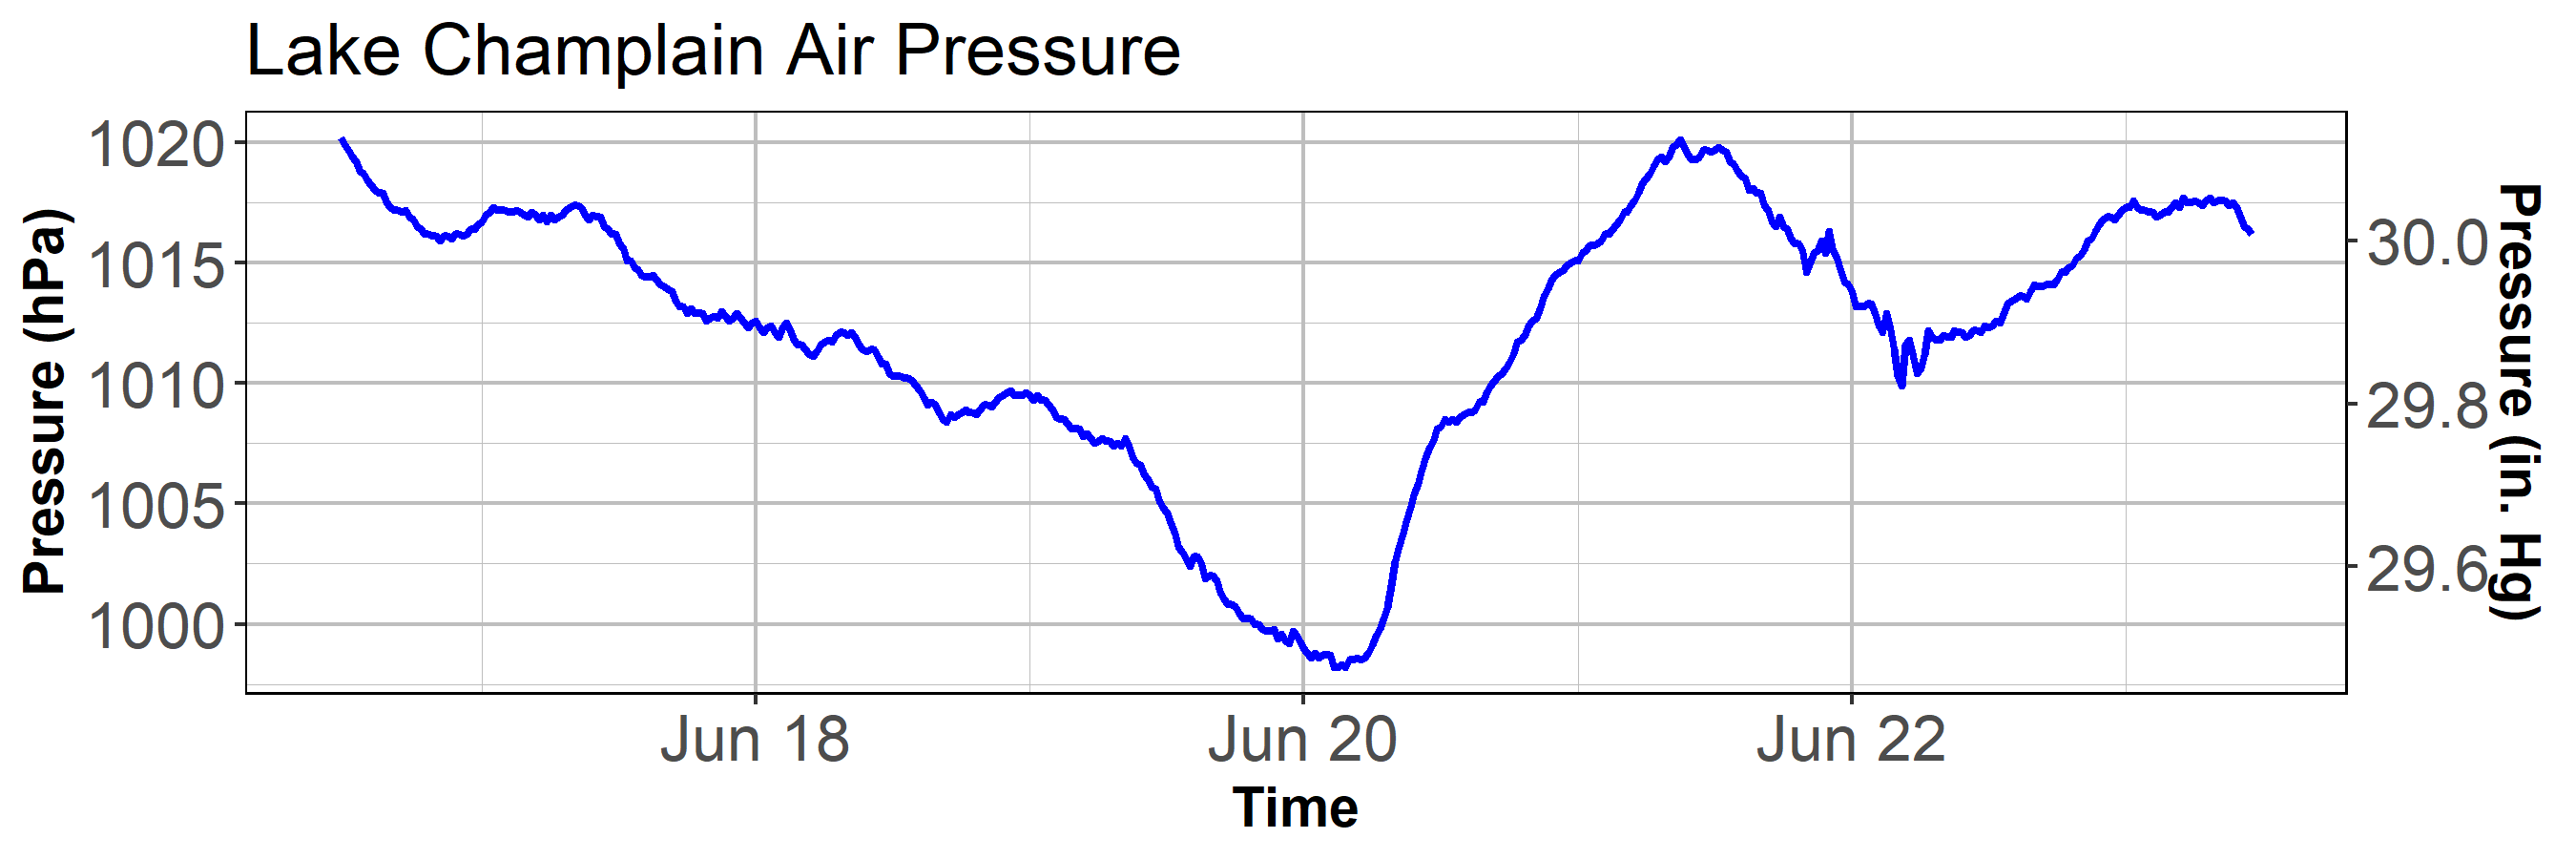 Lake Champlain Air Pressure
Pressure (hPa)
1020
1015
1010
1005
1000
30.0
29.8
29.6
Pressure (in. Hg)
Jun 18
Jun 20
Jun 22
Time